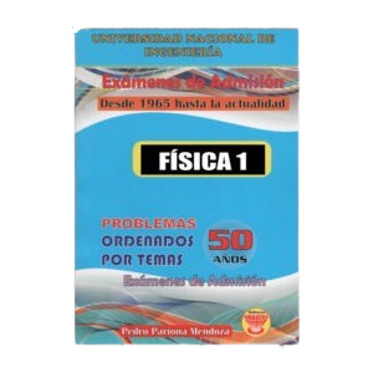 UNIVERSIDAD NACIONAL DE
INGENIERÍA
Exámenes de Admisión
Desde 1965 hasta la actualidad
FÍSICA 1
PROBLEMAS
ORDENADOS
POR TEMAS
50
AÑOS
Exámenes de Admisión
Pedro Pariona Mendoza